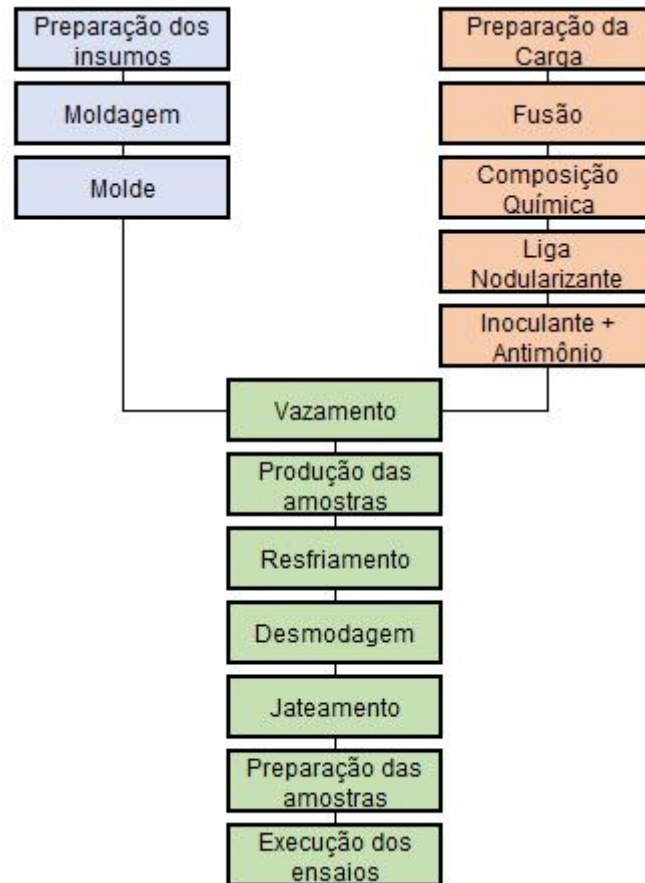 Preparação dos
insumos
Moldagem
Molde
Preparação da
Carga
Fusão
Composição
Química
Liga
Nodularizante
Inoculante +
Antimônio
Vazamento
Produção das
amostras
Resfriamento
Desmodagem
Jateamento
Preparação das
amostras
Execução dos
ensaios